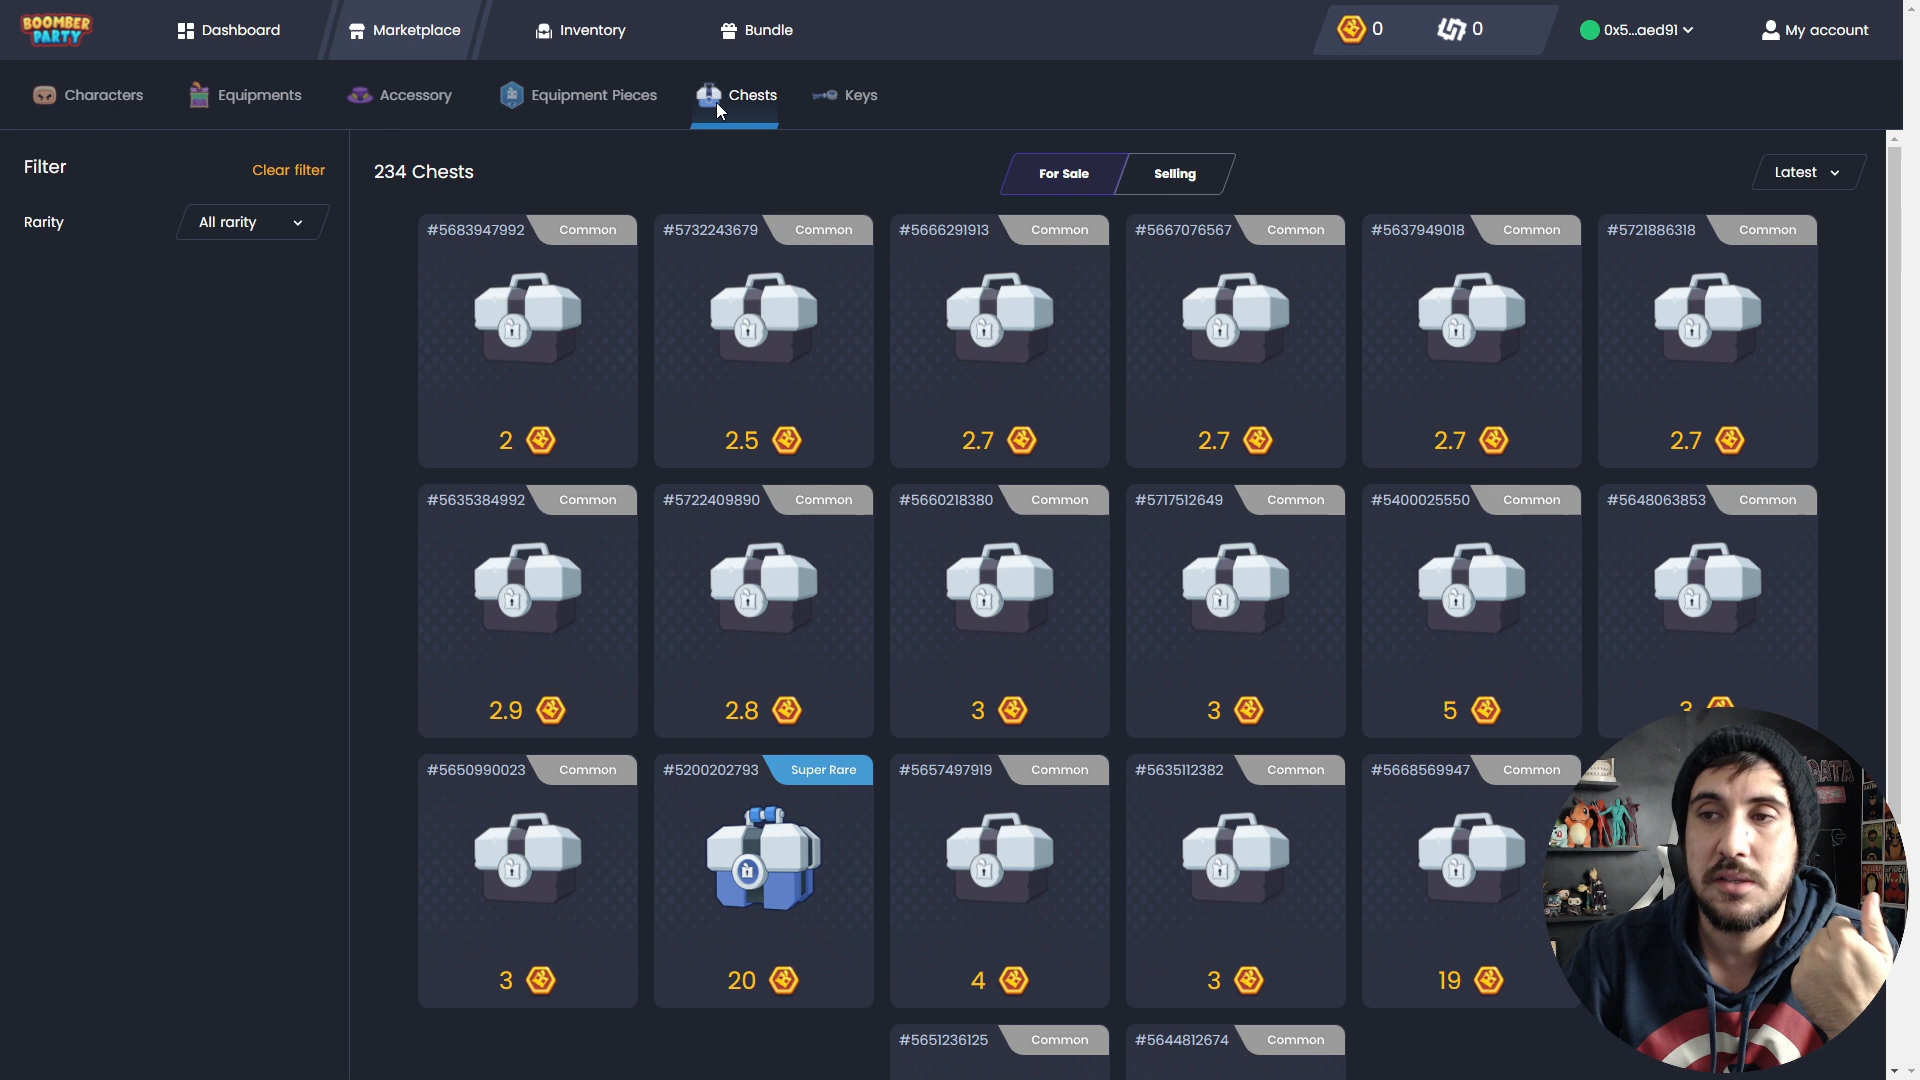 BOOMBER PARTY
Dashboard
Marketplace
Inventory
Bundle
0
0
0x5...aed91
My account
Characters
Equipments
Accessory
Equipment Pieces
Chests
Keys
Filter
Clear filter
Rarity
All rarity
234 Chests
For Sale
Selling
Latest
#5683947992 Common
#5732243679 Common
#5666291913 Common
#5667076567 Common
#5637949018 Common
#5721886318 Common
2
2.5
2.7
2.7
2.7
2.7
#5635384992 Common
#5722409890 Common
#5660218380 Common
#5717512649 Common
#5400025550 Common
#5648063853 Common
2.9
2.8
3
3
5
3
#5650990023 Common
#5200202793 Super Rare
#5657497919 Common
#5635112382 Common
#5668569947 Common
3
20
4
3
19
#5651236125 Common
#5644812674 Common